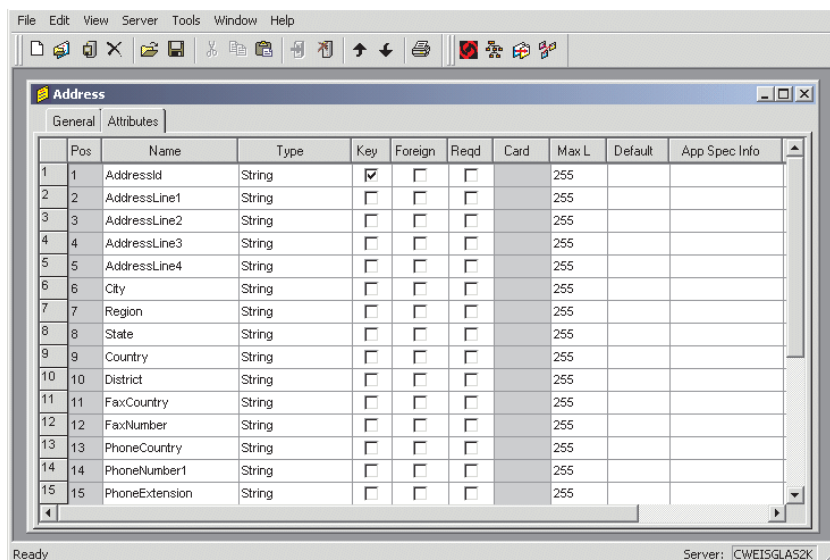 File Edit View Server Tools Window Help
Address
General Attributes
Pos Name Type Key Foreign Reqd Card Max L Default App Spec Info
1 1 AddressId String 255
2 2 AddressLine1 String 255
3 3 AddressLine2 String 255
4 4 AddressLine3 String 255
5 5 AddressLine4 String 255
6 6 City String 255
7 7 Region String 255
8 8 State String 255
9 9 Country String 255
10 10 District String 255
11 11 FaxCountry String 255
12 12 FaxNumber String 255
13 13 PhoneCountry String 255
14 14 PhoneNumber1 String 255
15 15 PhoneExtension String 255
Ready Server: CWEISGLAS2K